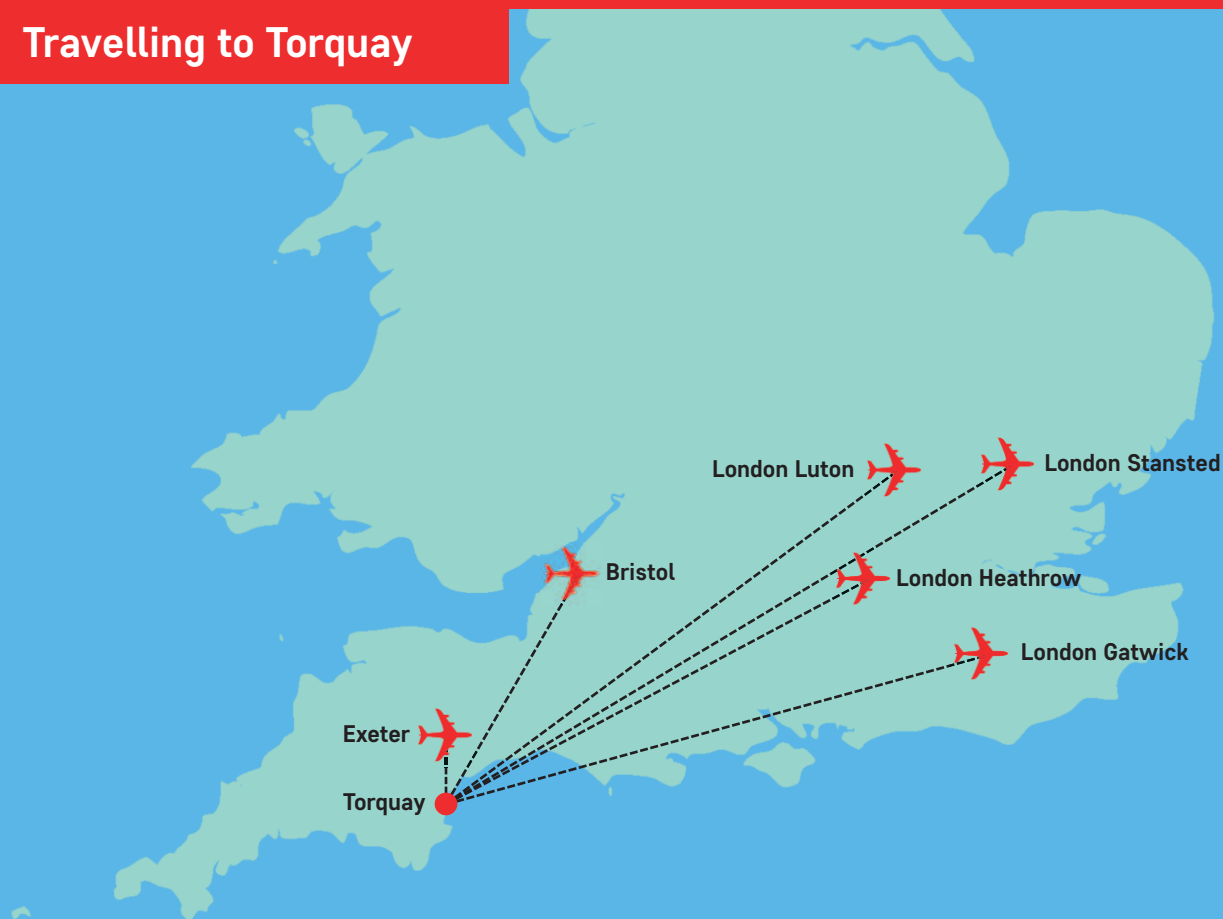 Travelling to Torquay
London Luton
London Stansted
Bristol
London Heathrow
London Gatwick
Exeter
Torquay